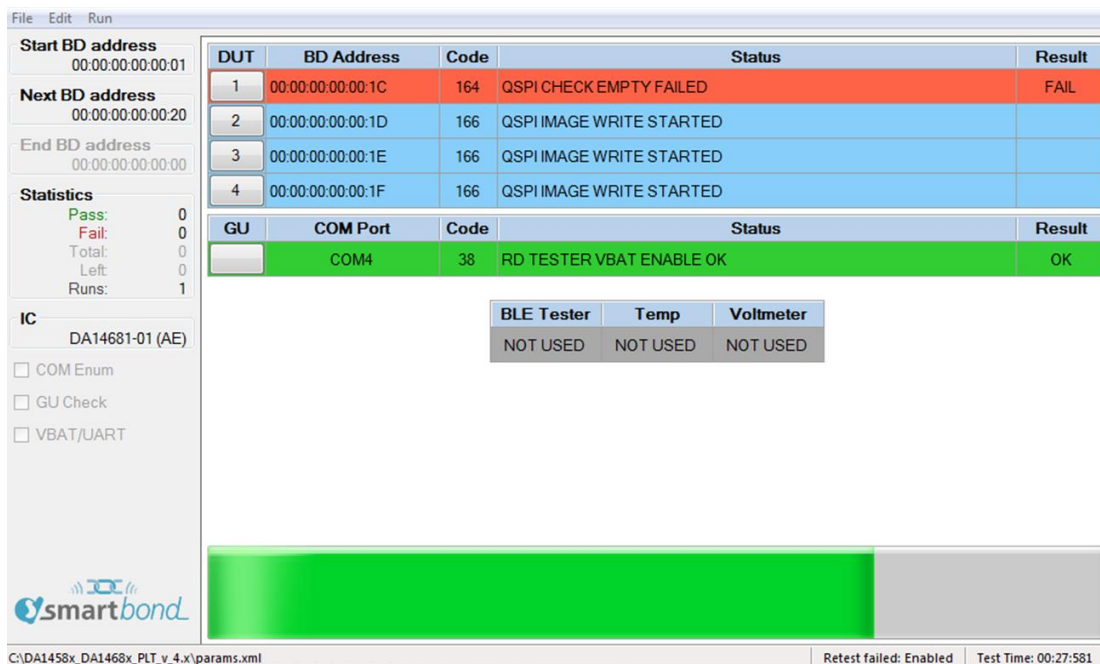 File Edit Run
Start BD address
00:00:00:00:00:01
Next BD address
00:00:00:00:00:20
End BD address
00:00:00:00:00:00
Statistics
Pass: 0
Fail: 0
Total: 0
Left: 0
Runs: 1
IC
DA14681-01 (AE)
COM Enum
GU Check
VBAT/UART
smartbond
DUT BD Address Code Status Result
1 00:00:00:00:00:1C 164 QSPI CHECK EMPTY FAILED FAIL
2 00:00:00:00:00:1D 166 QSPI IMAGE WRITE STARTED
3 00:00:00:00:00:1E 166 QSPI IMAGE WRITE STARTED
4 00:00:00:00:00:1F 166 QSPI IMAGE WRITE STARTED
GU COM Port Code Status Result
COM4 38 RD TESTER VBAT ENABLE OK OK
BLE Tester Temp Voltmeter
NOT USED NOT USED NOT USED
C:\DA1458x_DA1468x_PLT_v_4.x\params.xml Retest failed: Enabled Test Time: 00:27:581